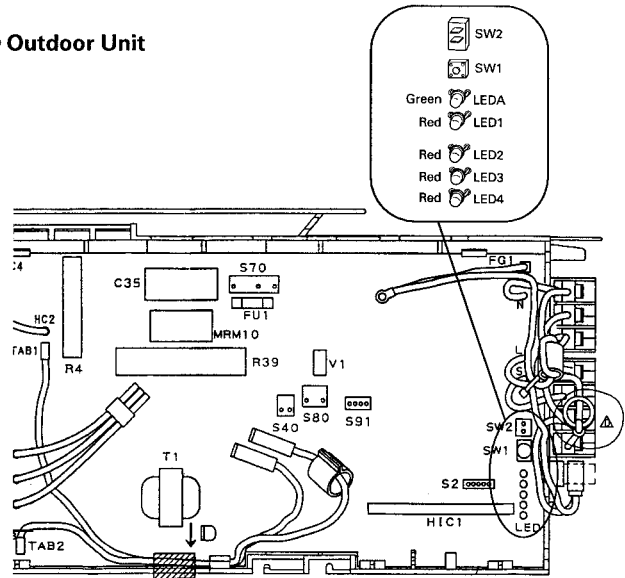 Outdoor Unit
SW2
SW1
Green LEDA
Red LED1
Red LED2
Red LED3
Red LED4
C4
C35
S70
FG1
FU1
N
HC2
MRM10
TAB1
R4
R39
V1
L
S
S40
S80
S91
SW2
SW1
T1
S2
HIC1
LED
TAB2